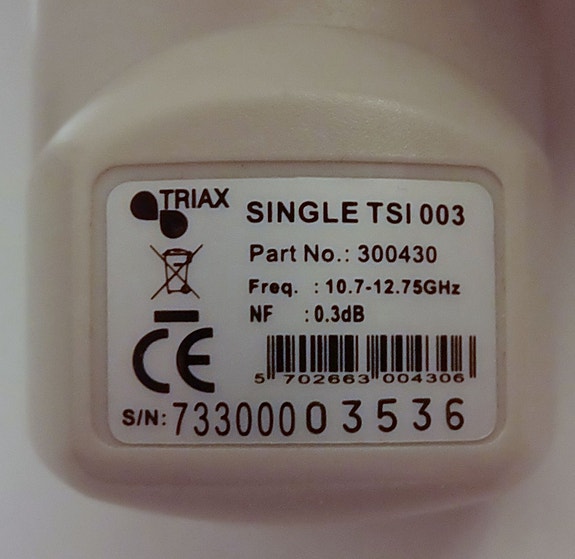 TRIAX
SINGLE TSI 003
Part No.: 300430
Freq. : 10.7-12.75GHz
NF : 0.3dB
CE
5 702663 004306
S/N: 7330000 3536